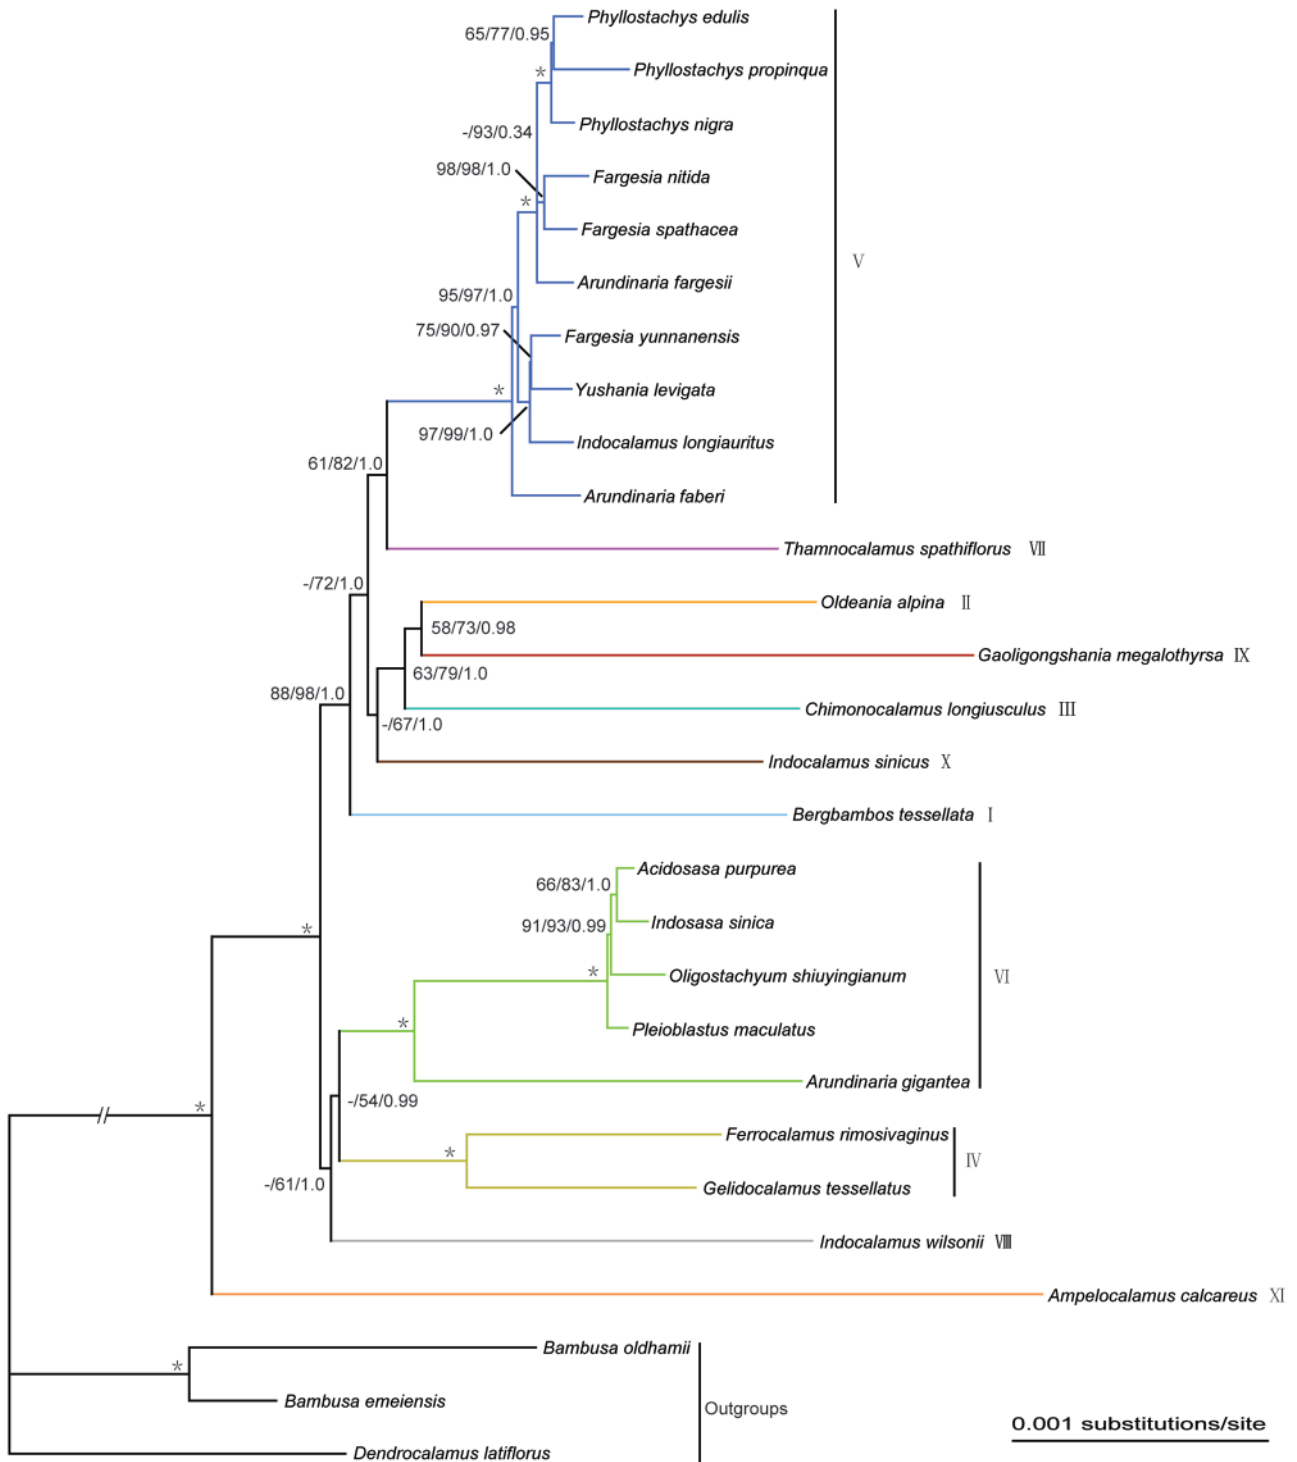 Phyllostachys edulis
65/77/0.95
Phyllostachys propinqua
*
Phyllostachys nigra
-/93/0.34
98/98/1.0
Fargesia nitida
*
Fargesia spathacea
V
Arundinaria fargesii
95/97/1.0
75/90/0.97
Fargesia yunnanensis
*
Yushania levigata
97/99/1.0
Indocalamus longiauritus
61/82/1.0
Arundinaria faberi
Thamnocalamus spathiflorus Ⅶ
-/72/1.0
Oldeania alpina Ⅱ
58/73/0.98
Gaoligongshania megalothyrsa Ⅸ
63/79/1.0
88/98/1.0
Chimonocalamus longiusculus Ⅲ
-/67/1.0
Indocalamus sinicus Ⅹ
Bergbambos tessellata Ⅰ
Acidosasa purpurea
66/83/1.0
Indosasa sinica
91/93/0.99
*
*
Oligostachyum shiuyingianum
Ⅵ
*
Pleioblastus maculatus
Arundinaria gigantea
-/54/0.99
*
Ferrocalamus rimosivaginus
*
Ⅳ
-/61/1.0
Gelidocalamus tessellatus
Indocalamus wilsonii Ⅷ
Ampelocalamus calcareus Ⅺ
Bambusa oldhamii
*
Bambusa emeiensis
Outgroups
0.001 substitutions/site
Dendrocalamus latiflorus